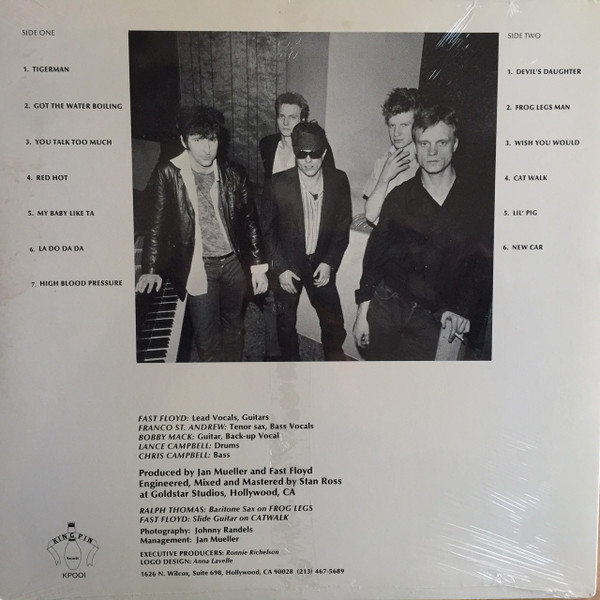 SIDE ONE
1. TIGERMAN
2. GOT THE WATER BOILING
3. YOU TALK TOO MUCH
4. RED HOT
5. MY BABY LIKE TA
6. LA DO DA DA
7. HIGH BLOOD PRESSURE
SIDE TWO
1. DEVIL'S DAUGHTER
2. FROG LEGS MAN
3. WISH YOU WOULD
4. CAT WALK
5. LIL' PIG
6. NEW CAR
FAST FLOYD: Lead Vocals, Guitars
FRANCO ST. ANDREW: Tenor sax, Bass Vocals
BOBBY MACK: Guitar, Back-up Vocal
LANCE CAMPBELL: Drums
CHRIS CAMPBELL: Bass
Produced by Jan Mueller and Fast Floyd
Engineered, Mixed and Mastered by Stan Ross
at Goldstar Studios, Hollywood, CA
RALPH THOMAS: Baritone Sax on FROG LEGS
FAST FLOYD: Slide Guitar on CATWALK
Photography: Johnny Randels
Management: Jan Mueller
EXECUTIVE PRODUCERS: Ronnie Richelson
LOGO DESIGN: Anna Lavelle
1626 N. Wilcox, Suite 698, Hollywood, CA 90028 (213) 467-5689
KING PIN
Records
KPOOI